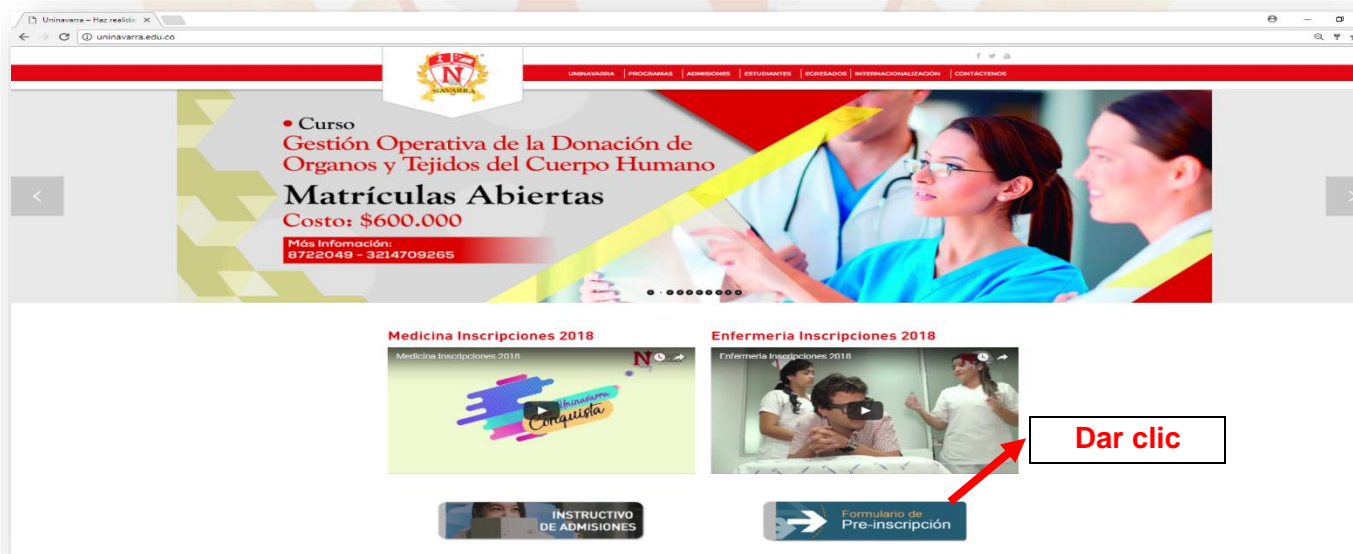 Uninavarra – Haz realida
uninavarra.edu.co
N
NAVARRA
UNINAVARRA | PROGRAMAS | ADMISIONES | ESTUDIANTES | EGRESADOS | INTERNACIONALIZACIÓN | CONTÁCTENOS
• Curso
Gestión Operativa de la Donación de
Organos y Tejidos del Cuerpo Humano
Matrículas Abiertas
Costo: $600.000
Más Infomación:
8722049 - 3214709265
Medicina Inscripciones 2018
Enfermeria Inscripciones 2018
Medicina Inscripciones 2018
N
Uninavarra
Conquista
Enfermeria Inscripciones 2018
Dar clic
INSTRUCTIVO
DE ADMISIONES
Formulario de
Pre-inscripción